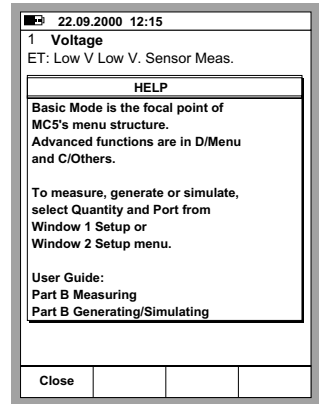 22.09.2000 12:15
1 Voltage
ET: Low V Low V. Sensor Meas.
HELP
Basic Mode is the focal point of
MC5's menu structure.
Advanced functions are in D/Menu
and C/Others.
To measure, generate or simulate,
select Quantity and Port from
Window 1 Setup or
Window 2 Setup menu.
User Guide:
Part B Measuring
Part B Generating/Simulating
Close